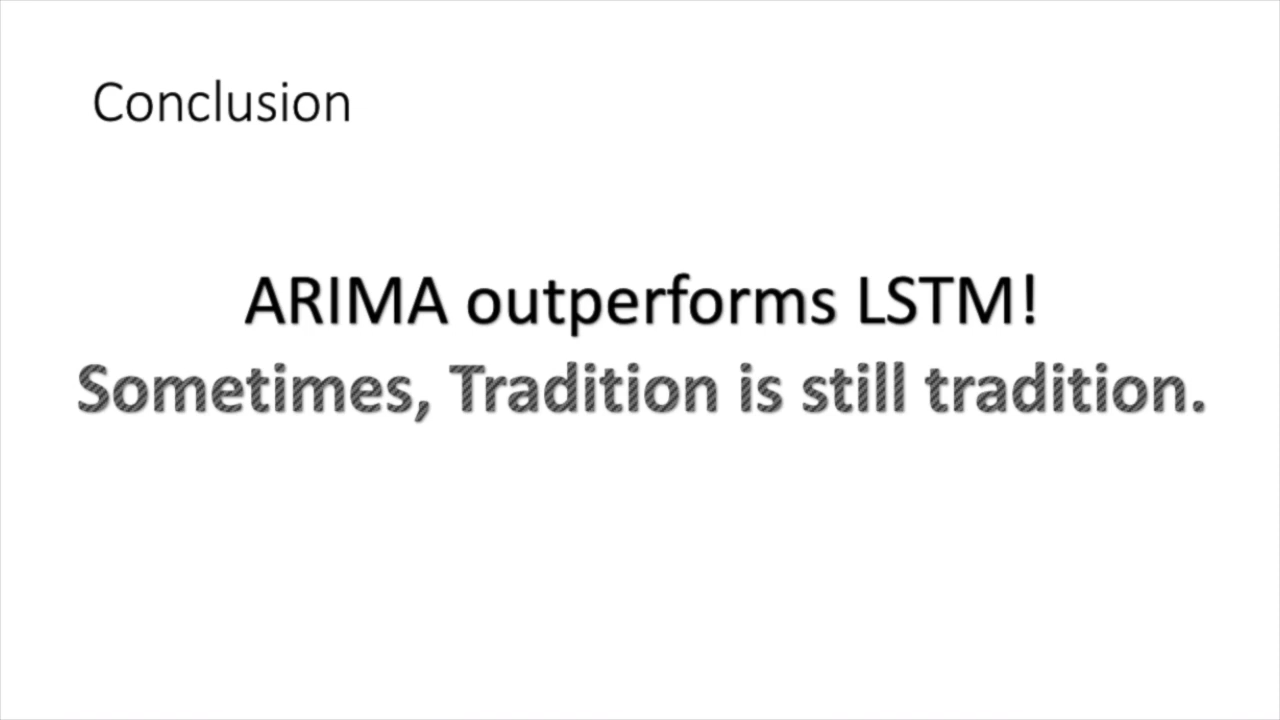 Conclusion
ARIMA outperforms LSTM!
Sometimes, Tradition is still tradition.